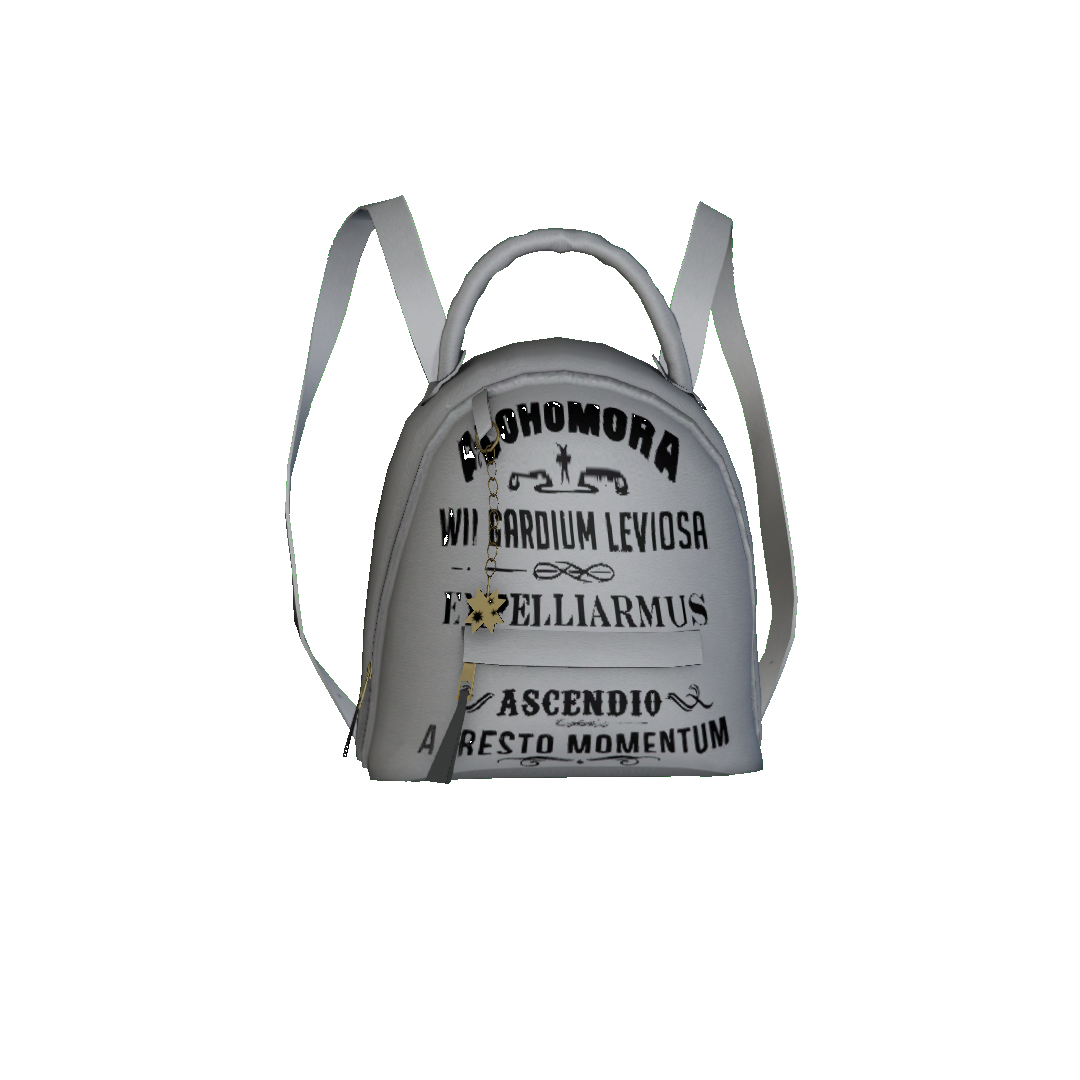 ALOHOMORA
WINGARDIUM LEVIOSA
EXPELLIARMUS
ASCENDIO
ARRESTO MOMENTUM